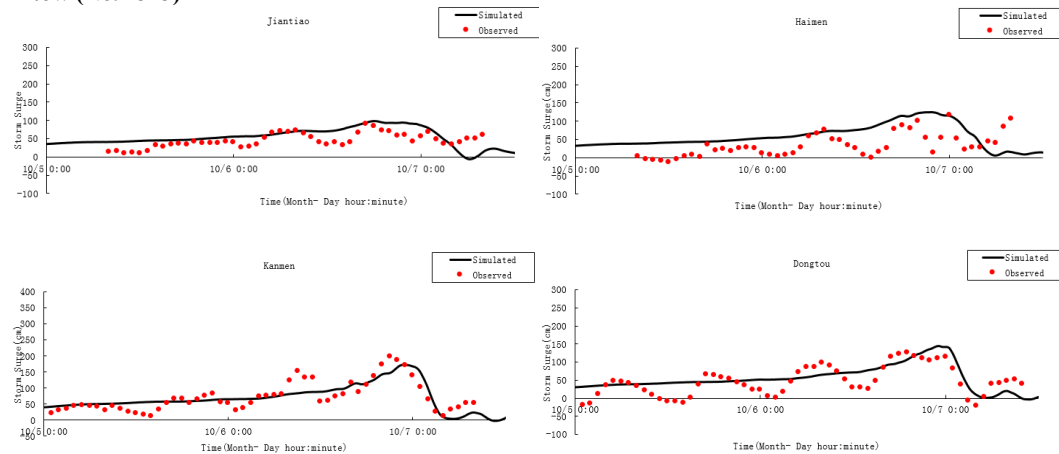 Jiantiao
Simulated
Observed
Storm Surge
300
250
200
150
100
50
0
-50
-100
10/5 0:00
10/6 0:00
10/7 0:00
Time(Month- Day hour:minute)
Haimen
Simulated
Observed
Storm Surge(cm)
300
250
200
150
100
50
0
-50
-100
10/5 0:00
10/6 0:00
10/7 0:00
Time(Month- Day hour:minute)
Kanmen
Simulated
Observed
Storm Surge(cm)
400
350
300
250
200
150
100
50
0
-50
10/5 0:00
10/6 0:00
10/7 0:00
Time(Month- Day hour:minute)
Dongtou
Simulated
Observed
Storm Surge(cm)
300
250
200
150
100
50
0
-50
-100
10/5 0:00
10/6 0:00
10/7 0:00
Time(Month- Day hour:minute)